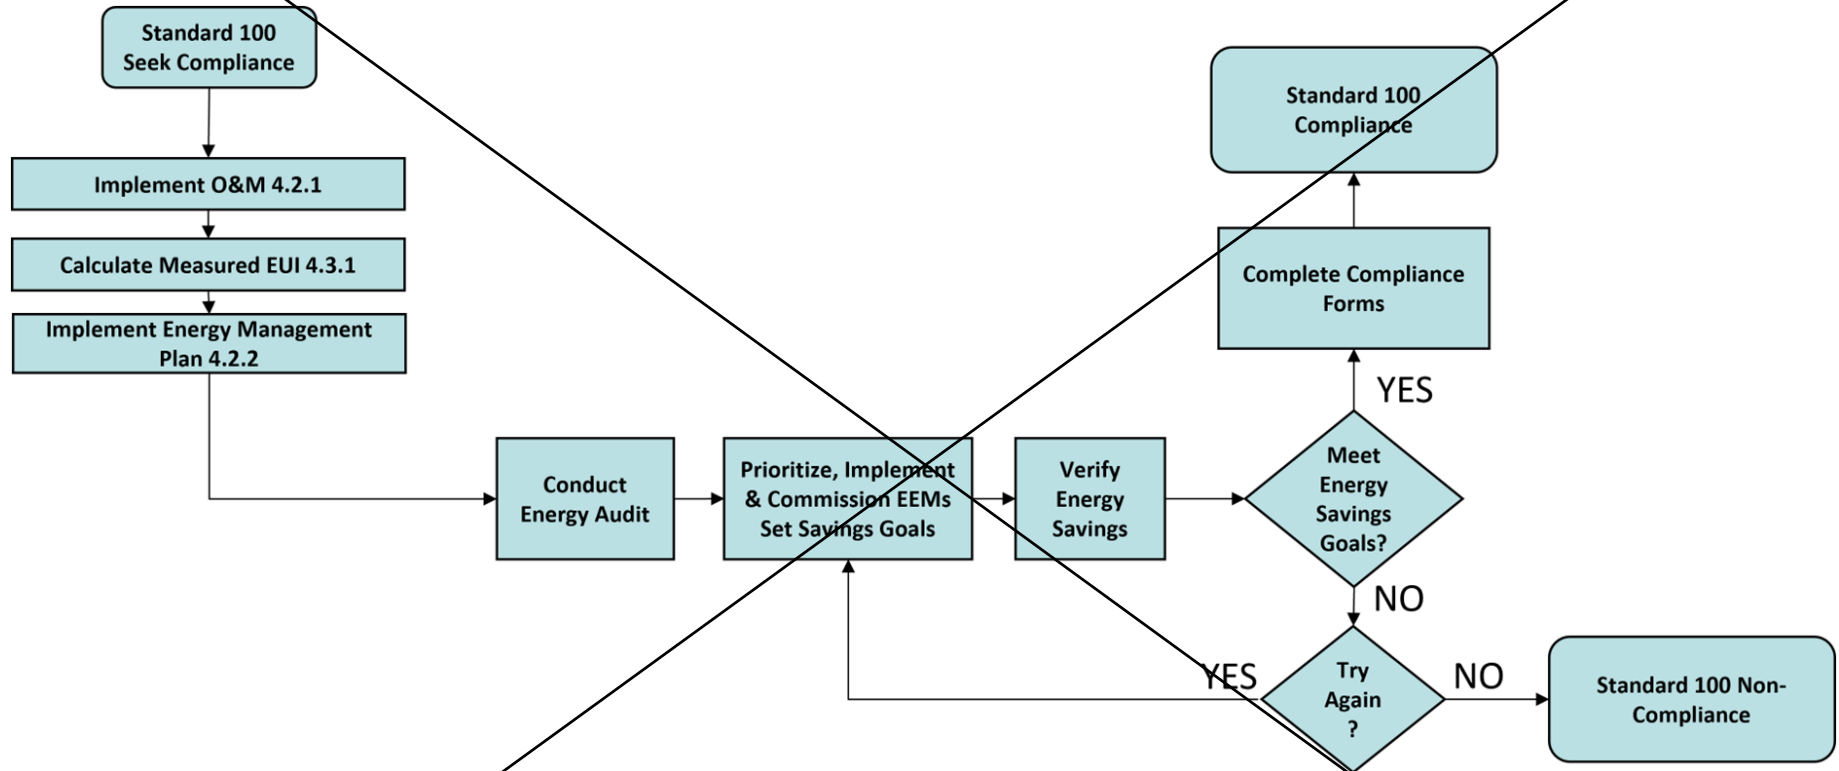 Standard 100
Seek Compliance
Implement O&M 4.2.1
Calculate Measured EUI 4.3.1
Implement Energy Management
Plan 4.2.2
Conduct
Energy Audit
Prioritize, Implement
& Commission EEMs
Set Savings Goals
Verify
Energy
Savings
Meet
Energy
Savings
Goals?
YES
Complete Compliance
Forms
Standard 100
Compliance
NO
Try
Again
?
YES
NO
Standard 100 Non-
Compliance